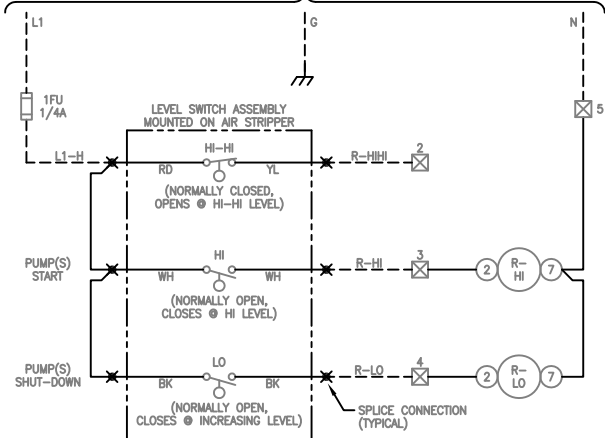 L1
G
N
1FU
1/4A
5
LEVEL SWITCH ASSEMBLY
MOUNTED ON AIR STRIPPER
L1-H
HI-HI
RD
YL
R-HIHI
2
(NORMALLY CLOSED,
OPENS @ HI-HI LEVEL)
PUMP(S)
START
HI
WH
WH
R-HI
3
2
R-
HI
7
(NORMALLY OPEN,
CLOSES @ HI LEVEL)
PUMP(S)
SHUT-DOWN
LO
BK
BK
R-LO
4
2
R-
LO
7
(NORMALLY OPEN,
CLOSES @ INCREASING LEVEL)
SPLICE CONNECTION
(TYPICAL)